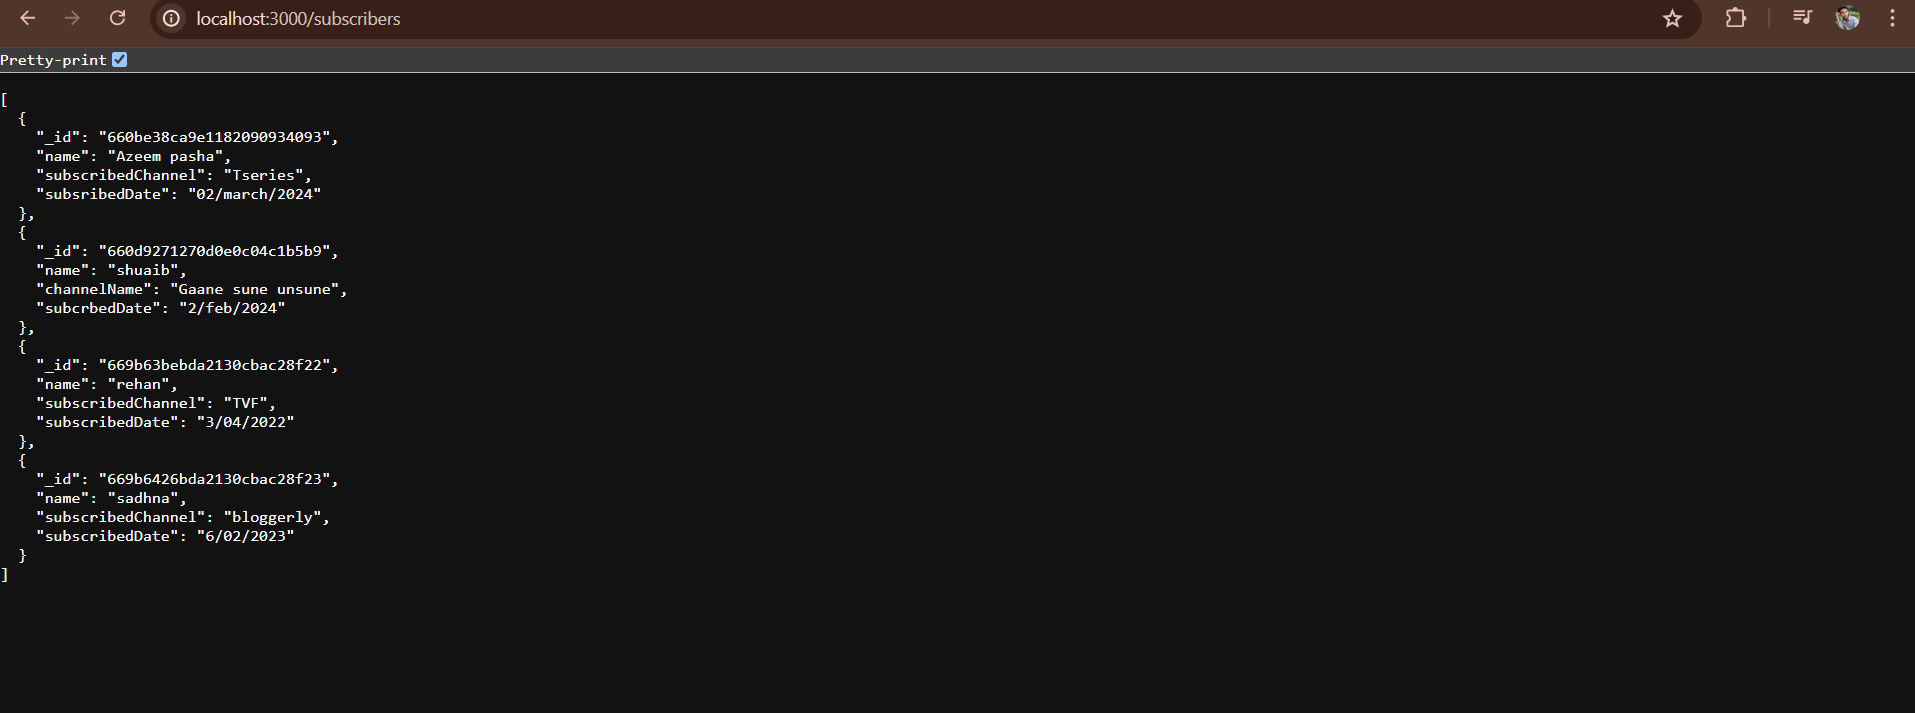 localhost:3000/subscribers
Pretty-print
[
  {
    "_id": "660be38ca9e1182090934093",
    "name": "Azeem pasha",
    "subscribedChannel": "Tseries",
    "subsribedDate": "02/march/2024"
  },
  {
    "_id": "660d9271270d0e0c04c1b5b9",
    "name": "shuaib",
    "channelName": "Gaane sune unsune",
    "subcrbedDate": "2/feb/2024"
  },
  {
    "_id": "669b63bebda2130cbac28f22",
    "name": "rehan",
    "subscribedChannel": "TVF",
    "subscribedDate": "3/04/2022"
  },
  {
    "_id": "669b6426bda2130cbac28f23",
    "name": "sadhna",
    "subscribedChannel": "bloggerly",
    "subscribedDate": "6/02/2023"
  }
]